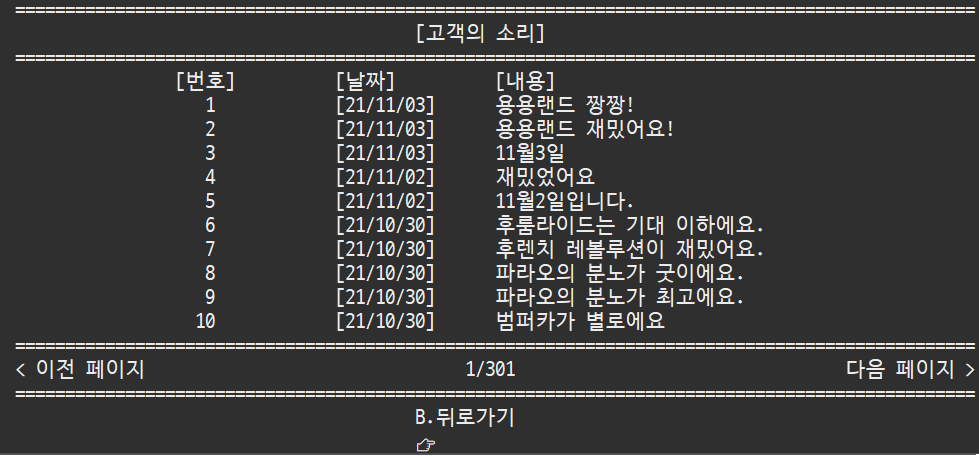 ================================================================================================
[고객의 소리]
================================================================================================
[번호] [날짜] [내용]
1 [21/11/03] 용용랜드 짱짱!
2 [21/11/03] 용용랜드 재밌어요!
3 [21/11/03] 11월3일
4 [21/11/02] 재밌었어요
5 [21/11/02] 11월2일입니다.
6 [21/10/30] 후룸라이드는 기대 이하에요.
7 [21/10/30] 후렌치 레볼루션이 재밌어요.
8 [21/10/30] 파라오의 분노가 굿이에요.
9 [21/10/30] 파라오의 분노가 최고에요.
10 [21/10/30] 범퍼카가 별로에요
================================================================================================
< 이전 페이지 1/301 다음 페이지 >
================================================================================================
B.뒤로가기
👉